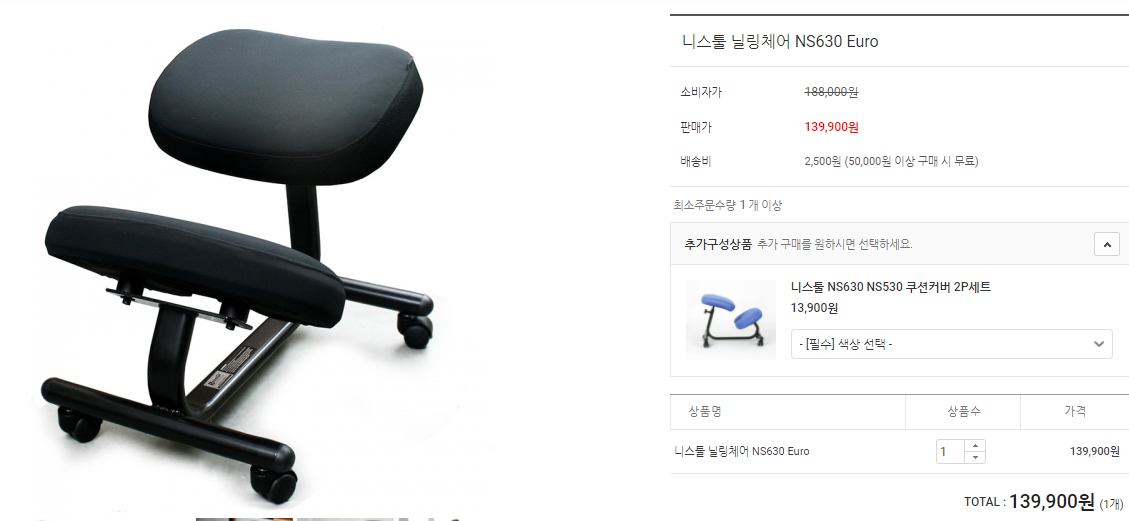 니스툴 닐링체어 NS630 Euro
소비자가 188,000원
판매가 139,900원
배송비 2,500원 (50,000원 이상 구매 시 무료)
최소주문수량 1 개 이상
추가구성상품 추가 구매를 원하시면 선택하세요.
니스툴 NS630 NS530 쿠션커버 2P세트
13,900원
- [필수] 색상 선택 -
상품명 상품수 가격
니스툴 닐링체어 NS630 Euro 1 139,900원
TOTAL : 139,900원 (1개)